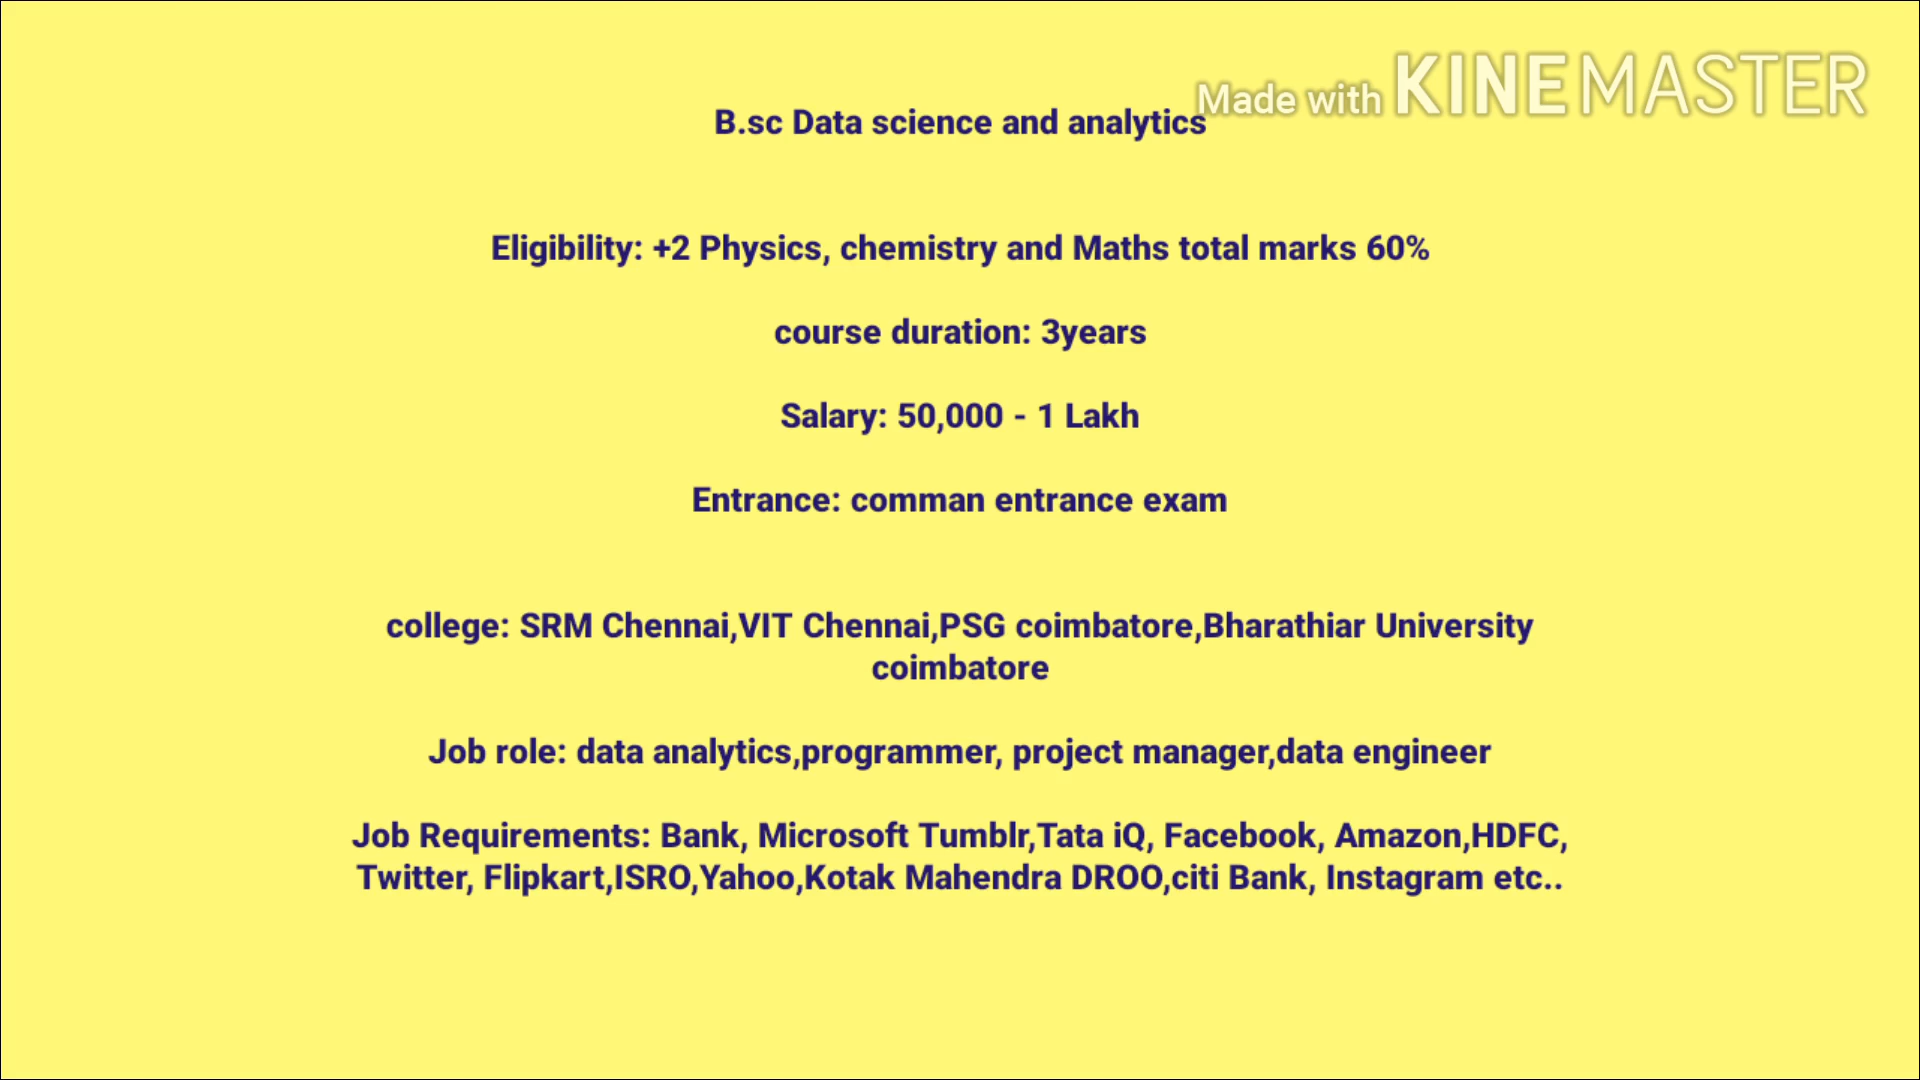 Made with KINEMASTER
B.sc Data science and analytics
Eligibility: +2 Physics, chemistry and Maths total marks 60%
course duration: 3years
Salary: 50,000 - 1 Lakh
Entrance: comman entrance exam
college: SRM Chennai,VIT Chennai,PSG coimbatore,Bharathiar University
coimbatore
Job role: data analytics,programmer, project manager,data engineer
Job Requirements: Bank, Microsoft Tumblr,Tata iQ, Facebook, Amazon,HDFC,
Twitter, Flipkart,ISRO,Yahoo,Kotak Mahendra DROO,citi Bank, Instagram etc..